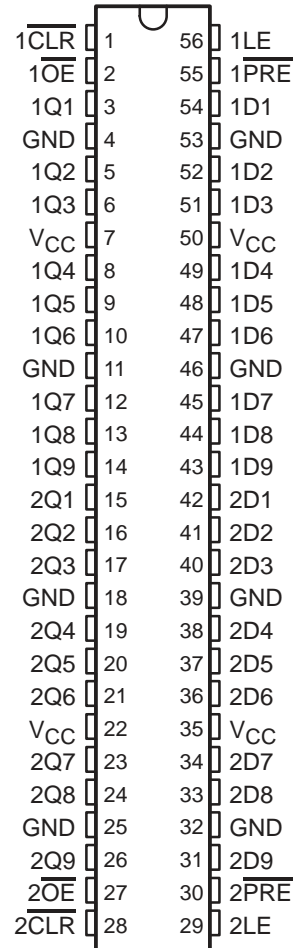 1CLR 1 56 1LE
1OE 2 55 1PRE
1Q1 3 54 1D1
GND 4 53 GND
1Q2 5 52 1D2
1Q3 6 51 1D3
VCC 7 50 VCC
1Q4 8 49 1D4
1Q5 9 48 1D5
1Q6 10 47 1D6
GND 11 46 GND
1Q7 12 45 1D7
1Q8 13 44 1D8
1Q9 14 43 1D9
2Q1 15 42 2D1
2Q2 16 41 2D2
2Q3 17 40 2D3
GND 18 39 GND
2Q4 19 38 2D4
2Q5 20 37 2D5
2Q6 21 36 2D6
VCC 22 35 VCC
2Q7 23 34 2D7
2Q8 24 33 2D8
GND 25 32 GND
2Q9 26 31 2D9
2OE 27 30 2PRE
2CLR 28 29 2LE